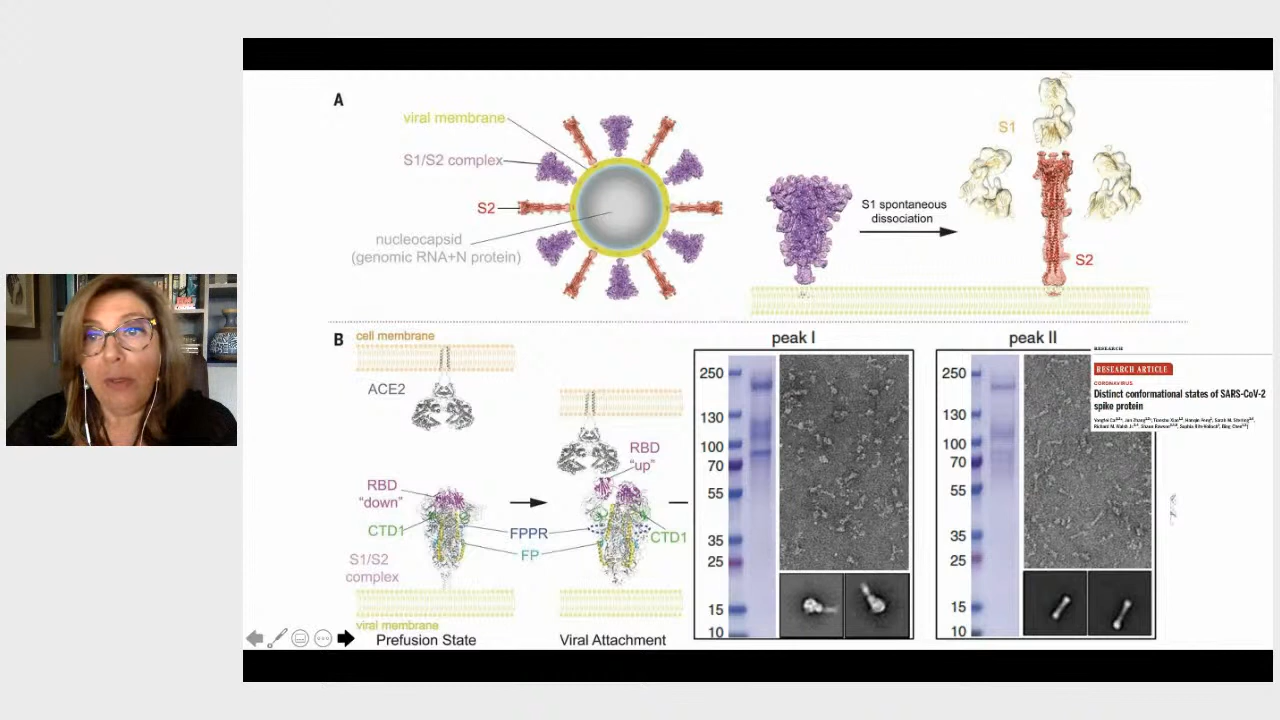 A
viral membrane
S1/S2 complex
S2
nucleocapsid
(genomic RNA+N protein)
S1 spontaneous
dissociation
S1
S2
B
cell membrane
ACE2
RBD
"down"
CTD1
S1/S2
complex
viral membrane
Prefusion State
FPPR
FP
RBD
"up"
CTD1
Viral Attachment
peak I
250
130
100
70
55
35
25
15
10
peak II
250
130
100
70
55
35
25
15
10
RESEARCH
RESEARCH ARTICLE
CORONAVIRUS
Distinct conformational states of SARS-CoV-2
spike protein